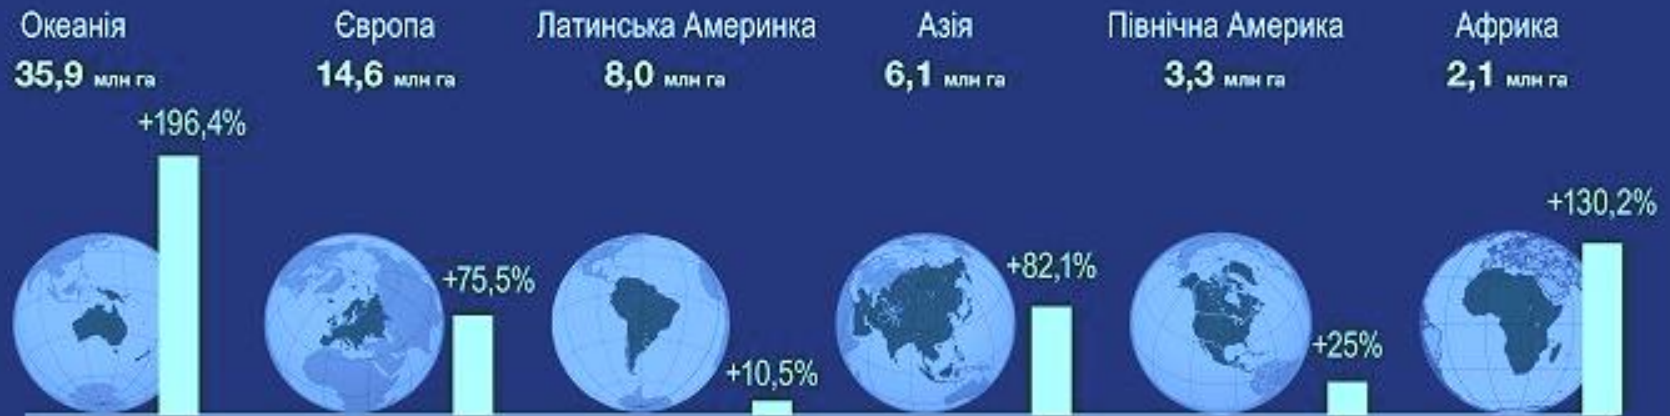 Океанія
35,9 млн га
+196,4%
Європа
14,6 млн га
+75,5%
Латинська Америнка
8,0 млн га
+10,5%
Азія
6,1 млн га
+82,1%
Північна Америка
3,3 млн га
+25%
Африка
2,1 млн га
+130,2%